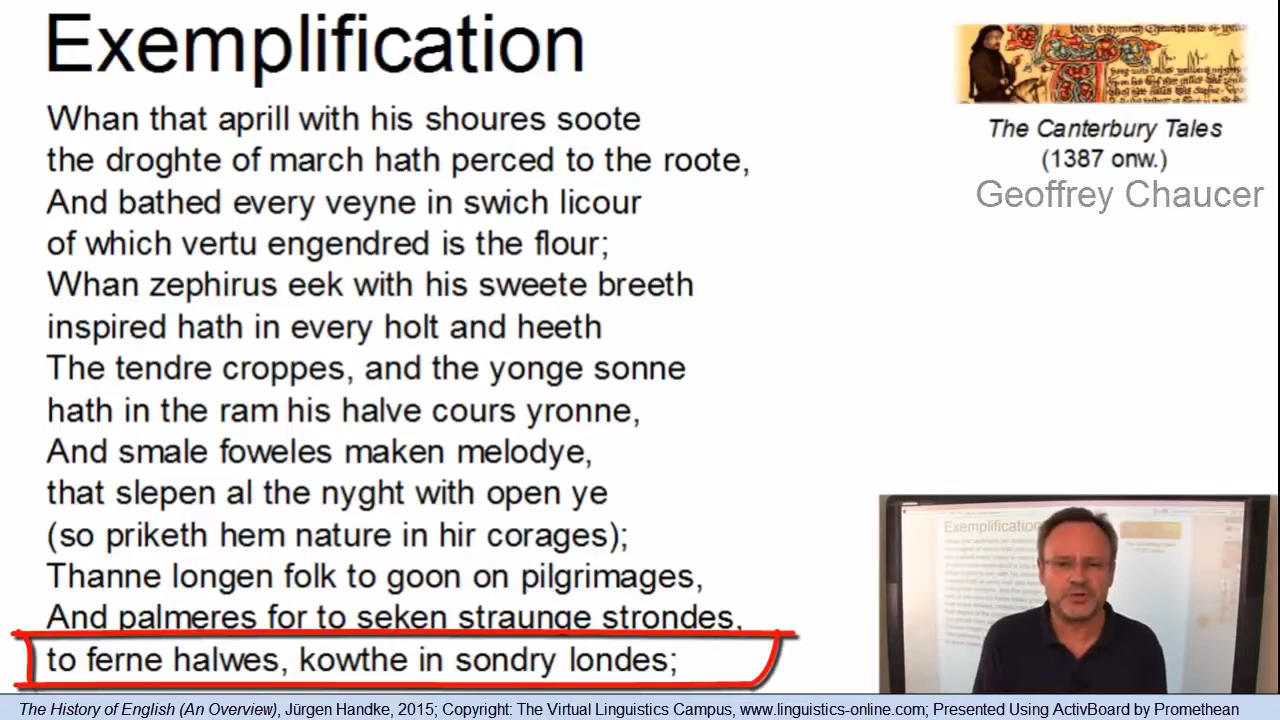 Exemplification
Whan that aprill with his shoures soote
the droghte of march hath perced to the roote,
And bathed every veyne in swich licour
of which vertu engendred is the flour;
Whan zephirus eek with his sweete breeth
inspired hath in every holt and heeth
The tendre croppes, and the yonge sonne
hath in the ram his halve cours yronne,
And smale foweles maken melodye,
that slepen al the nyght with open ye
(so priketh hem nature in hir corages);
Thanne longen folk to goon on pilgrimages,
And palmeres for to seken straunge strondes,
to ferne halwes, kowthe in sondry londes;
The Canterbury Tales
(1387 onw.)
Geoffrey Chaucer
Exemplification
The History of English (An Overview), Jürgen Handke, 2015; Copyright: The Virtual Linguistics Campus, www.linguistics-online.com; Presented Using ActivBoard by Promethean